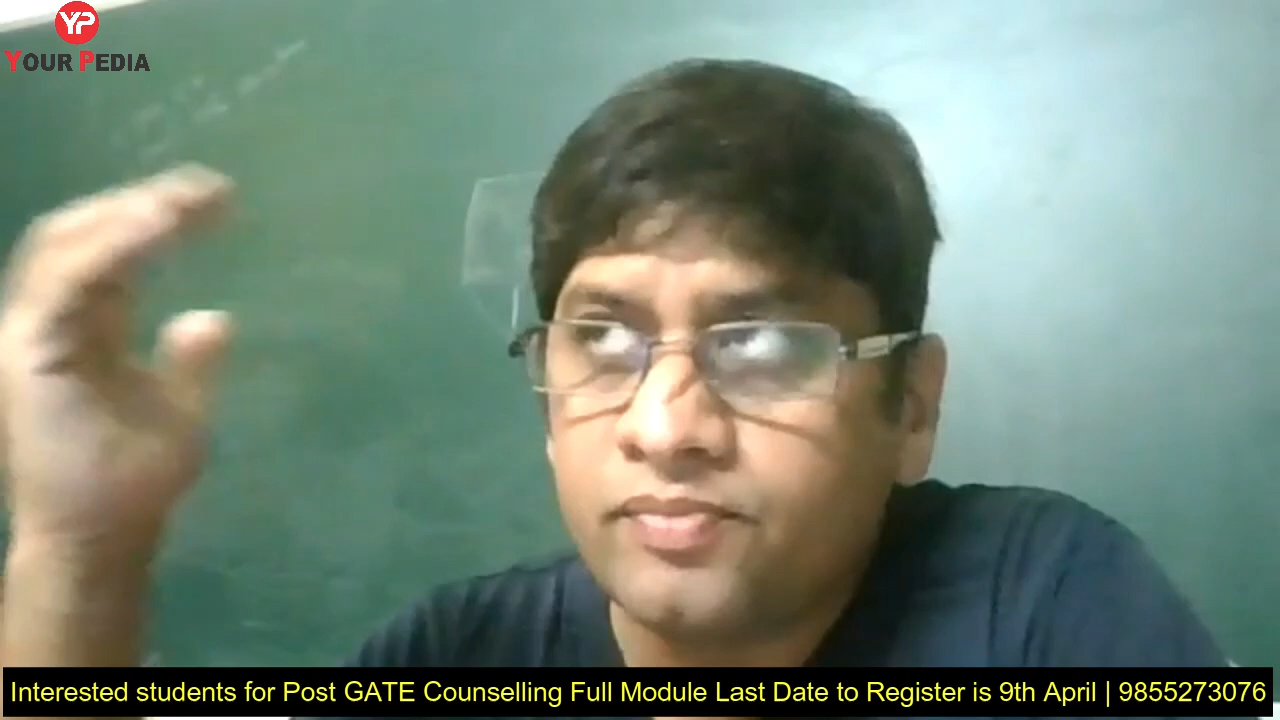 YP
YOUR PEDIA
Interested students for Post GATE Counselling Full Module Last Date to Register is 9th April | 9855273076